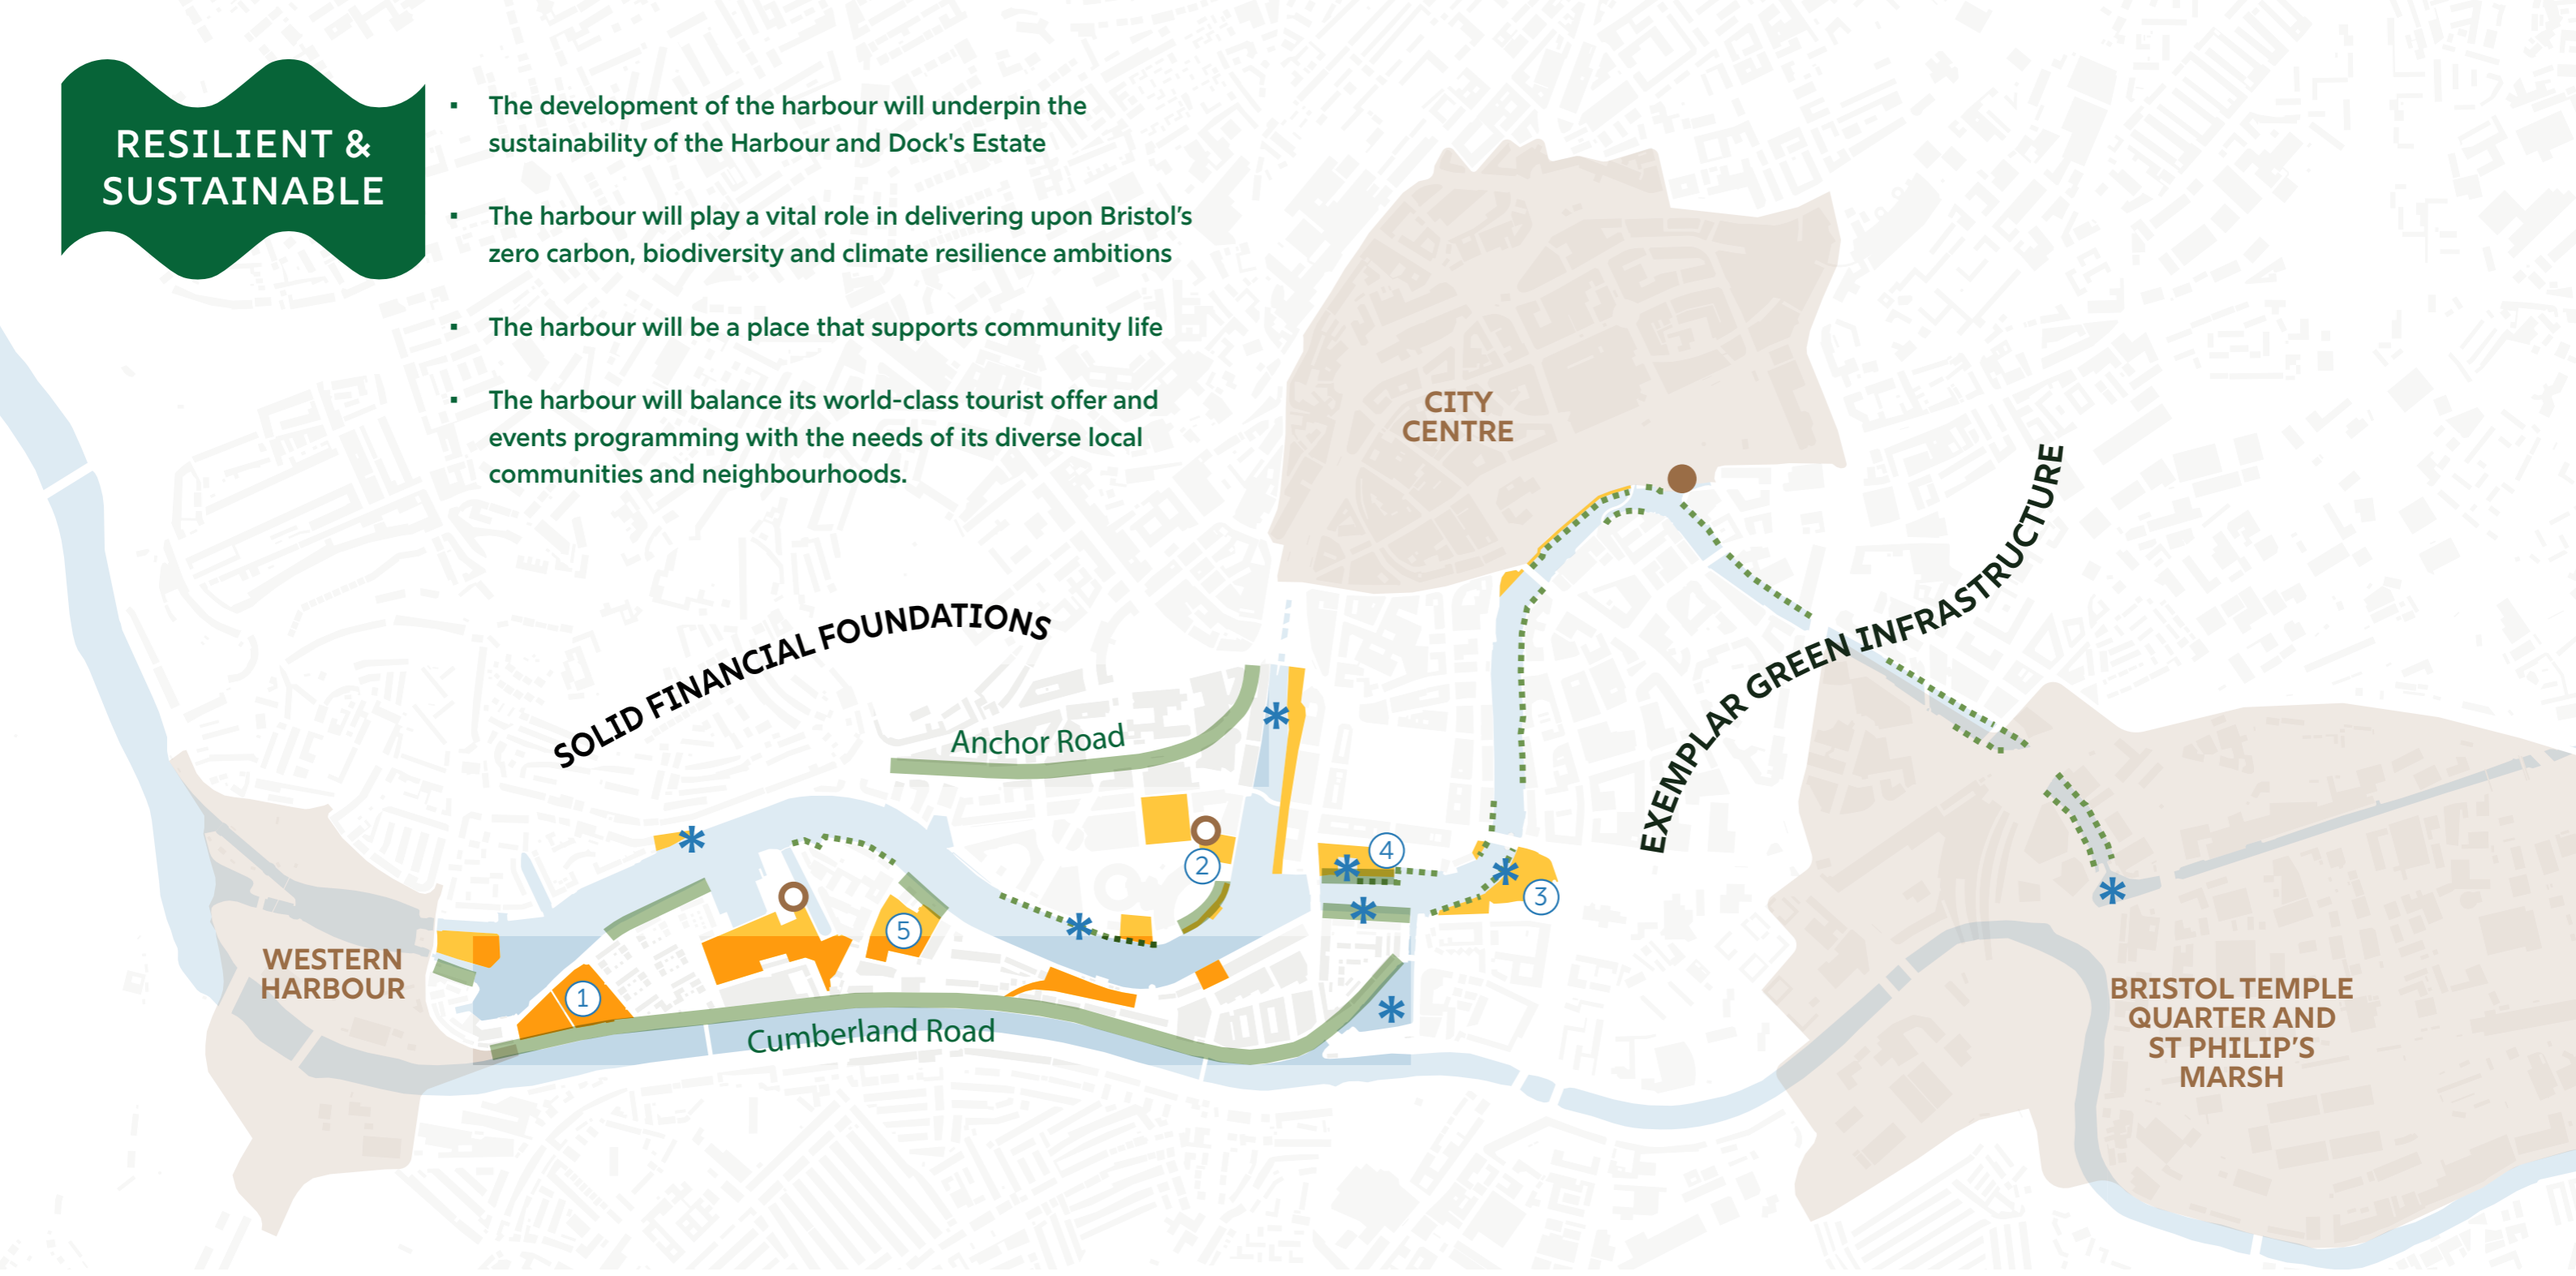 RESILIENT &
SUSTAINABLE
▪ The development of the harbour will underpin the
sustainability of the Harbour and Dock's Estate
▪ The harbour will play a vital role in delivering upon Bristol’s
zero carbon, biodiversity and climate resilience ambitions
▪ The harbour will be a place that supports community life
▪ The harbour will balance its world-class tourist offer and
events programming with the needs of its diverse local
communities and neighbourhoods.
CITY
CENTRE
SOLID FINANCIAL FOUNDATIONS
EXEMPLAR GREEN INFRASTRUCTURE
Anchor Road
4
2
3
5
WESTERN
HARBOUR
1
Cumberland Road
BRISTOL TEMPLE
QUARTER AND
ST PHILIP’S
MARSH